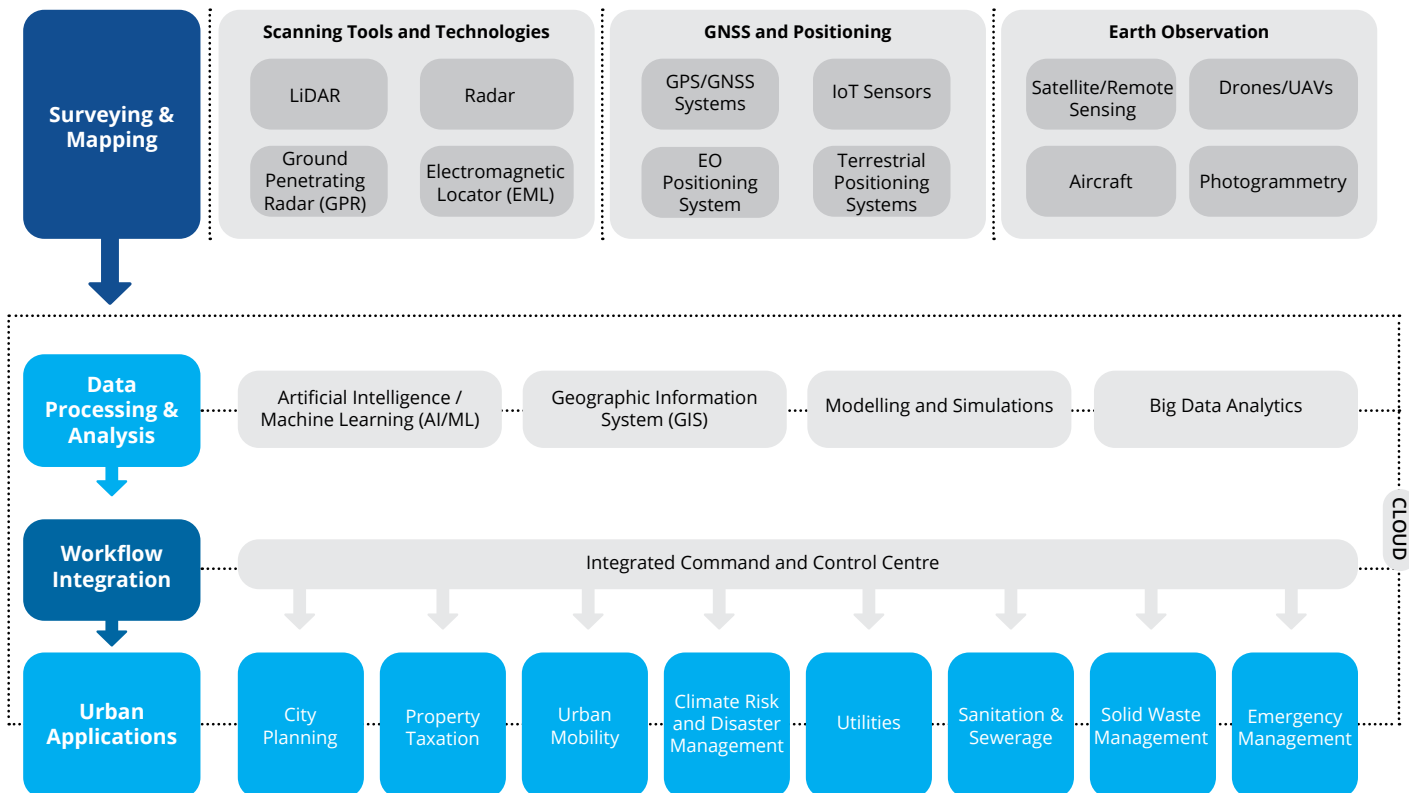 Surveying &
Mapping
Scanning Tools and Technologies
LiDAR
Radar
Ground
Penetrating
Radar (GPR)
Electromagnetic
Locator (EML)
GNSS and Positioning
GPS/GNSS
Systems
IoT Sensors
EO
Positioning
System
Terrestrial
Positioning
Systems
Earth Observation
Satellite/Remote
Sensing
Drones/UAVs
Aircraft
Photogrammetry
Data
Processing &
Analysis
Artificial Intelligence /
Machine Learning (AI/ML)
Geographic Information
System (GIS)
Modelling and Simulations
Big Data Analytics
CLOUD
Workflow
Integration
Integrated Command and Control Centre
Urban
Applications
City
Planning
Property
Taxation
Urban
Mobility
Climate Risk
and Disaster
Management
Utilities
Sanitation &
Sewerage
Solid Waste
Management
Emergency
Management